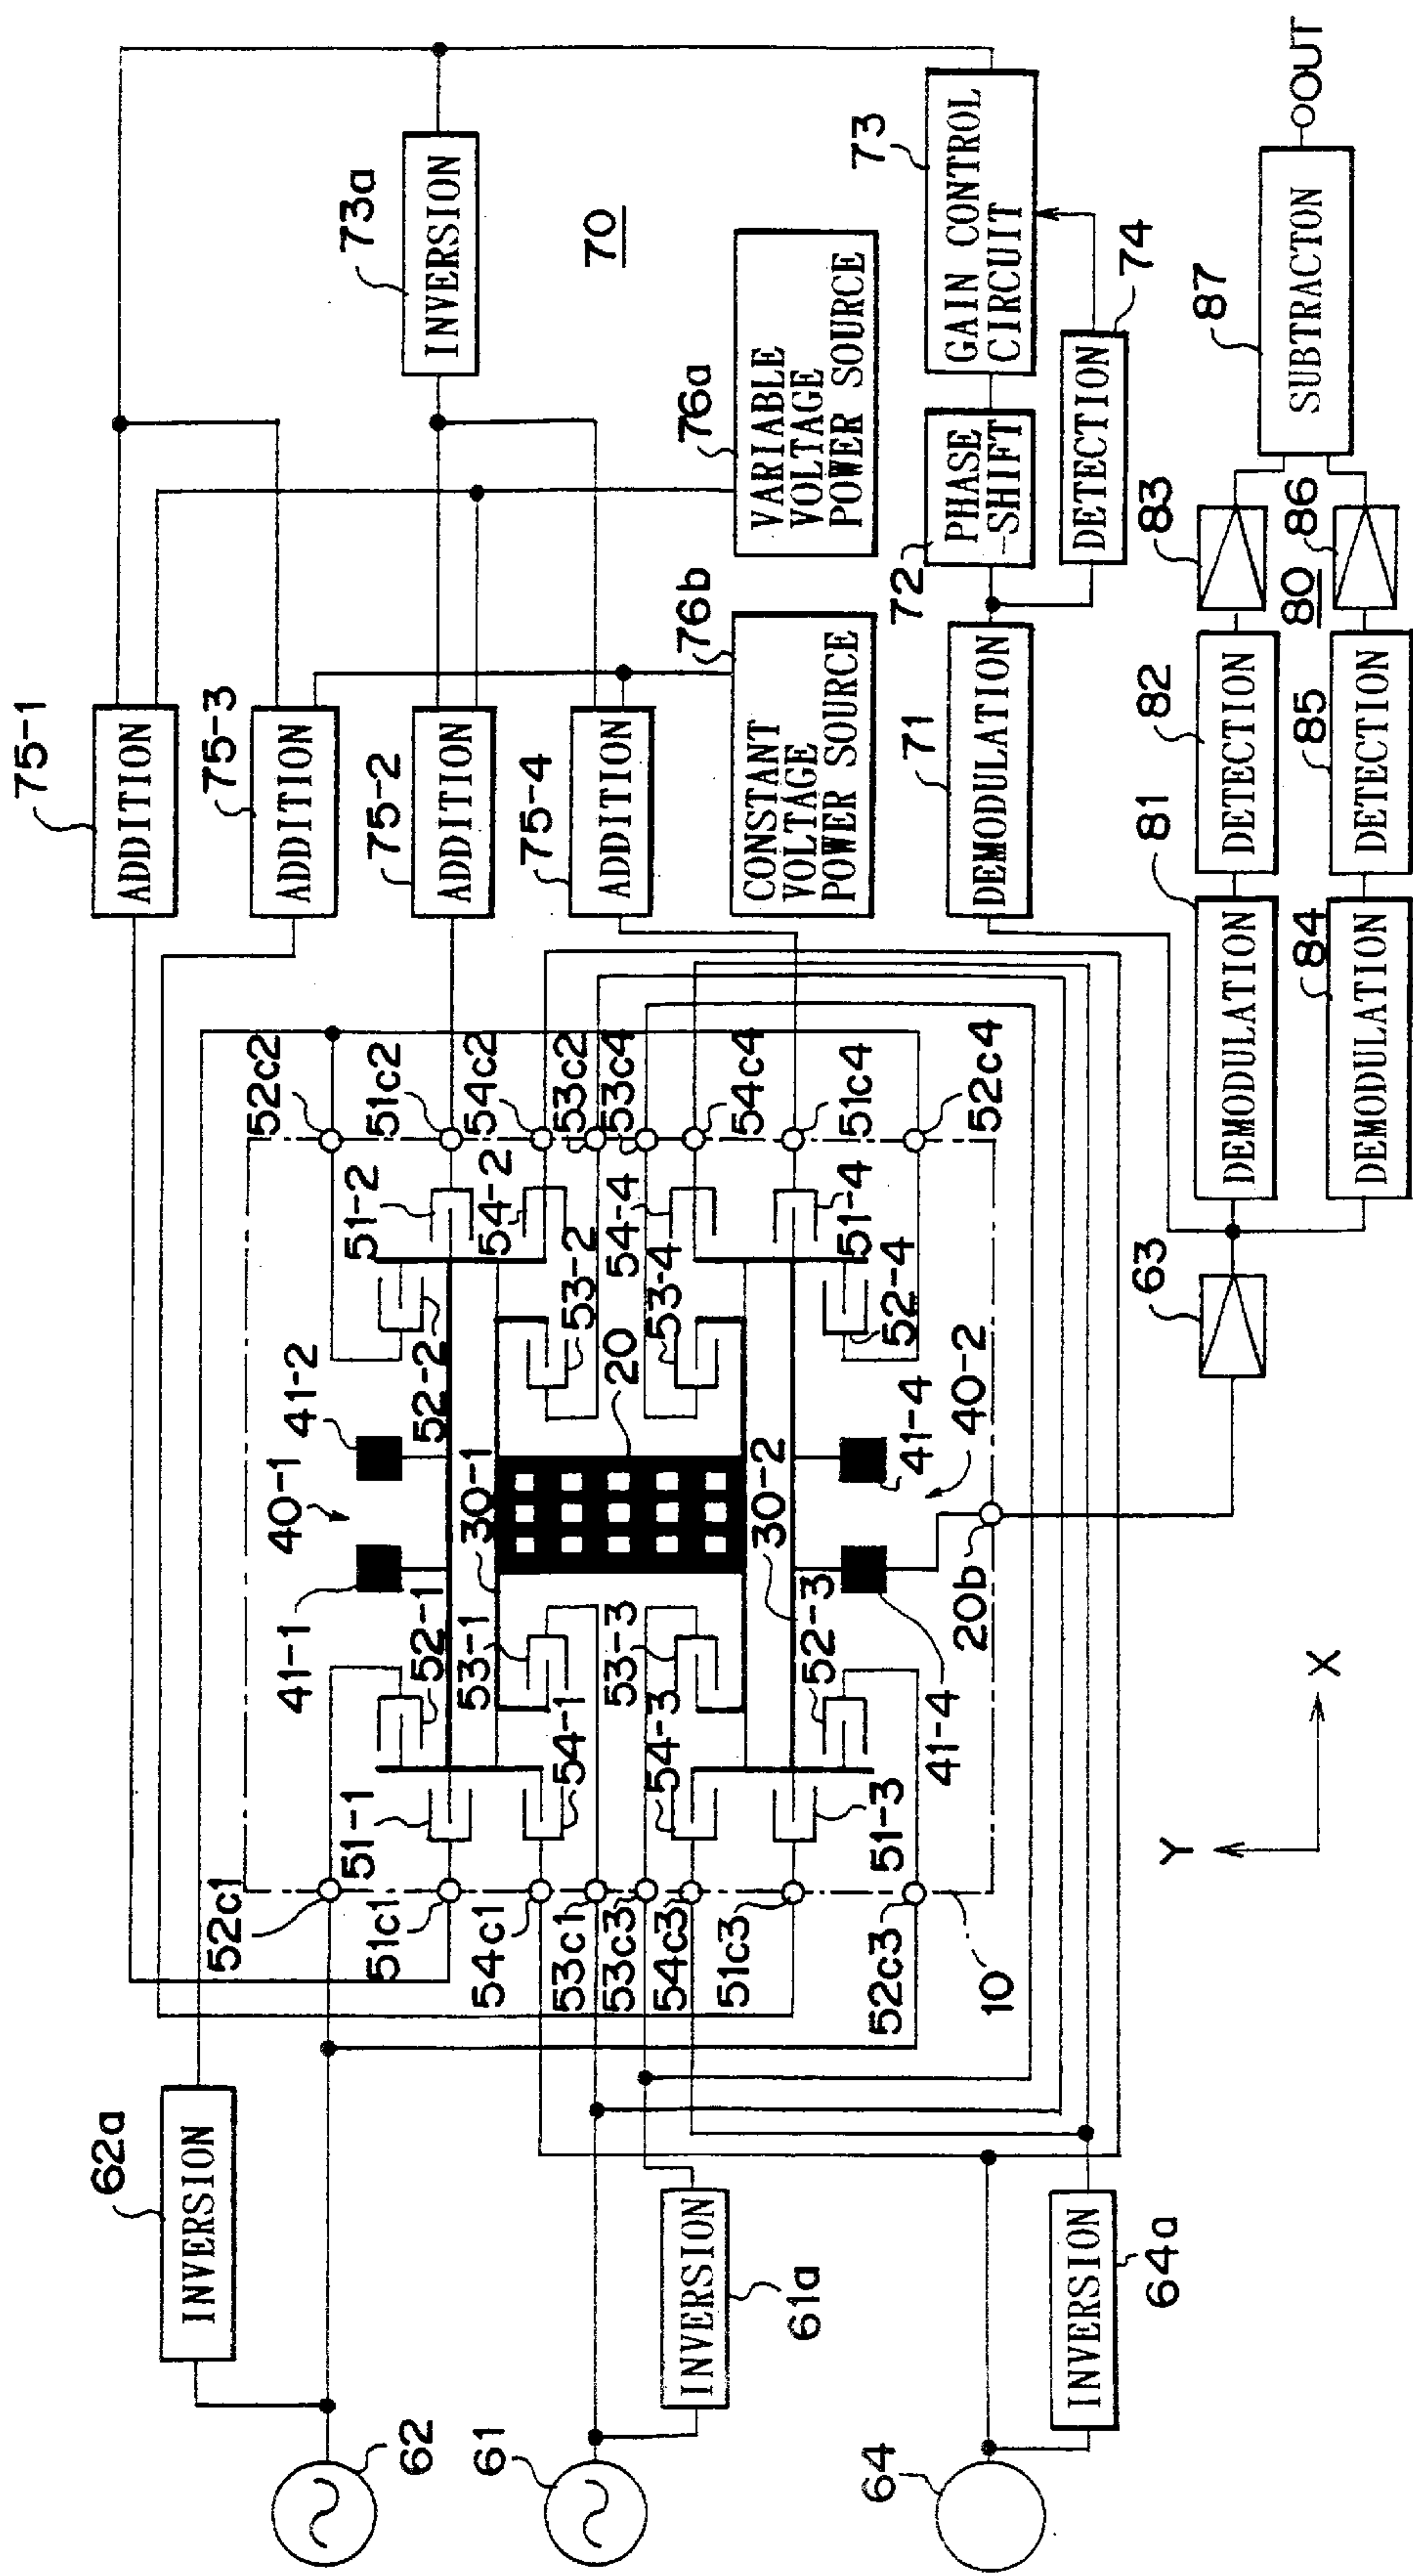 62
62a
INVERSION
61
INVERSION
61a
64
INVERSION
64a
52c1
51c1
54c1
53c1
53c3
54c3
51c3
52c3
10
51-1
52-1
53-1
54-1
53-3
54-3
52-3
51-3
41-1
40-1
41-2
30-1
20
30-2
41-4
41-4
40-2
20b
52-2
51-2
54-2
53-2
53-4
54-4
52-4
51-4
52c2
51c2
54c2
53c2
53c4
54c4
51c4
52c4
Y
X
63
75-1
ADDITION
75-3
ADDITION
75-2
ADDITION
75-4
ADDITION
76b
CONSTANT
VOLTAGE
POWER SOURCE
76a
VARIABLE
VOLTAGE
POWER SOURCE
73a
INVERSION
70
71
DEMODULATION
72
PHASE
SHIFT
73
GAIN CONTROL
CIRCUIT
74
DETECTION
81
DEMODULATION
82
DETECTION
83
84
DEMODULATION
85
DETECTION
86
80
87
SUBTRACTON
OUT